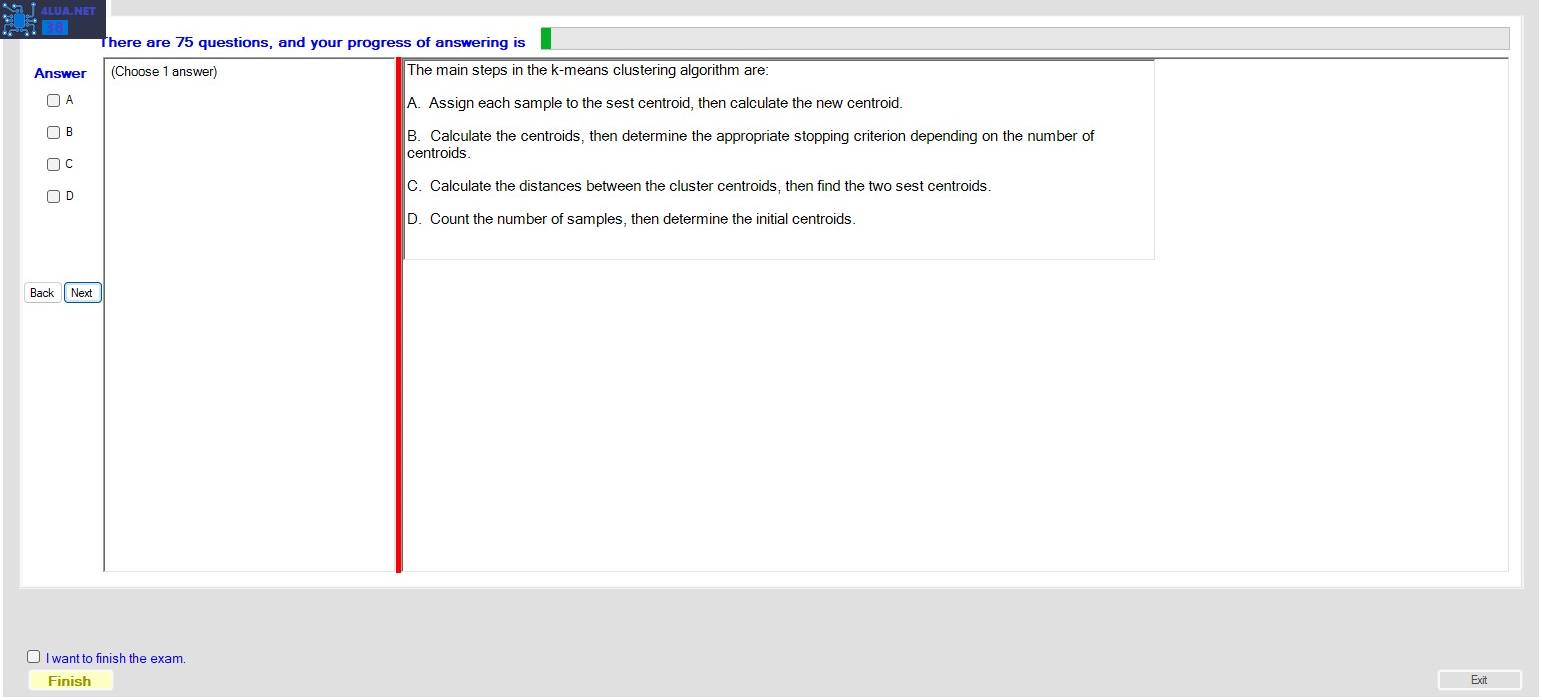 4LUA.NET
38
There are 75 questions, and your progress of answering is
Answer
(Choose 1 answer)
A
B
C
D
Back
Next
The main steps in the k-means clustering algorithm are:
A. Assign each sample to the sest centroid, then calculate the new centroid.
B. Calculate the centroids, then determine the appropriate stopping criterion depending on the number of
centroids.
C. Calculate the distances between the cluster centroids, then find the two sest centroids.
D. Count the number of samples, then determine the initial centroids.
I want to finish the exam.
Finish
Exit